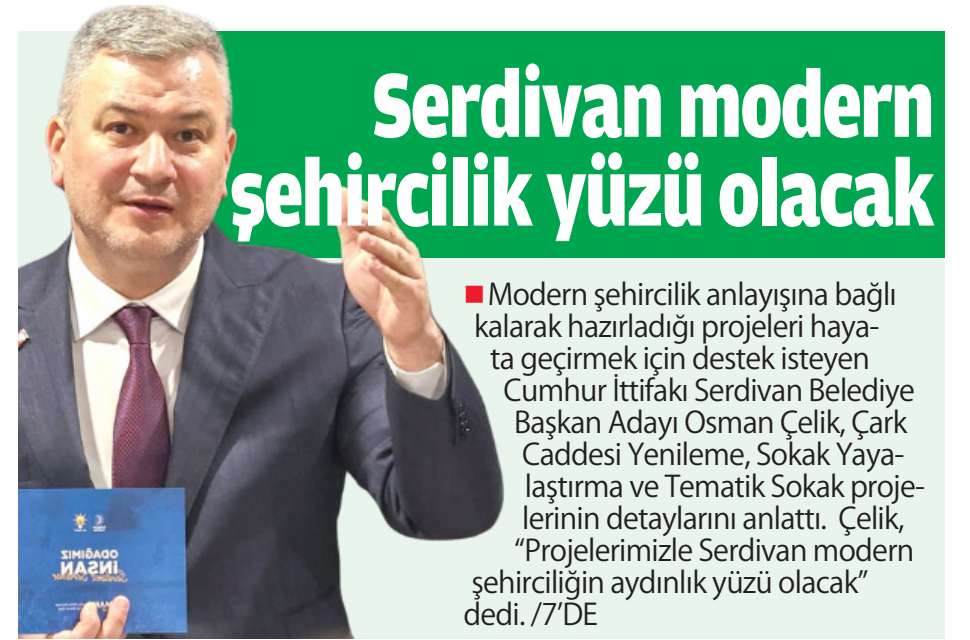 Serdivan modern
şehircilik yüzü olacak
Modern şehircilik anlayışına bağlı
kalarak hazırladığı projeleri haya-
ta geçirmek için destek isteyen
Cumhur İttifakı Serdivan Belediye
Başkan Adayı Osman Çelik, Çark
Caddesi Yenileme, Sokak Yaya-
laştırma ve Tematik Sokak proje-
lerinin detaylarını anlattı. Çelik,
“Projelerimizle Serdivan modern
şehirciliğin aydınlık yüzü olacak”
dedi. /7’DE
ODAĞIMIZ
İNSAN